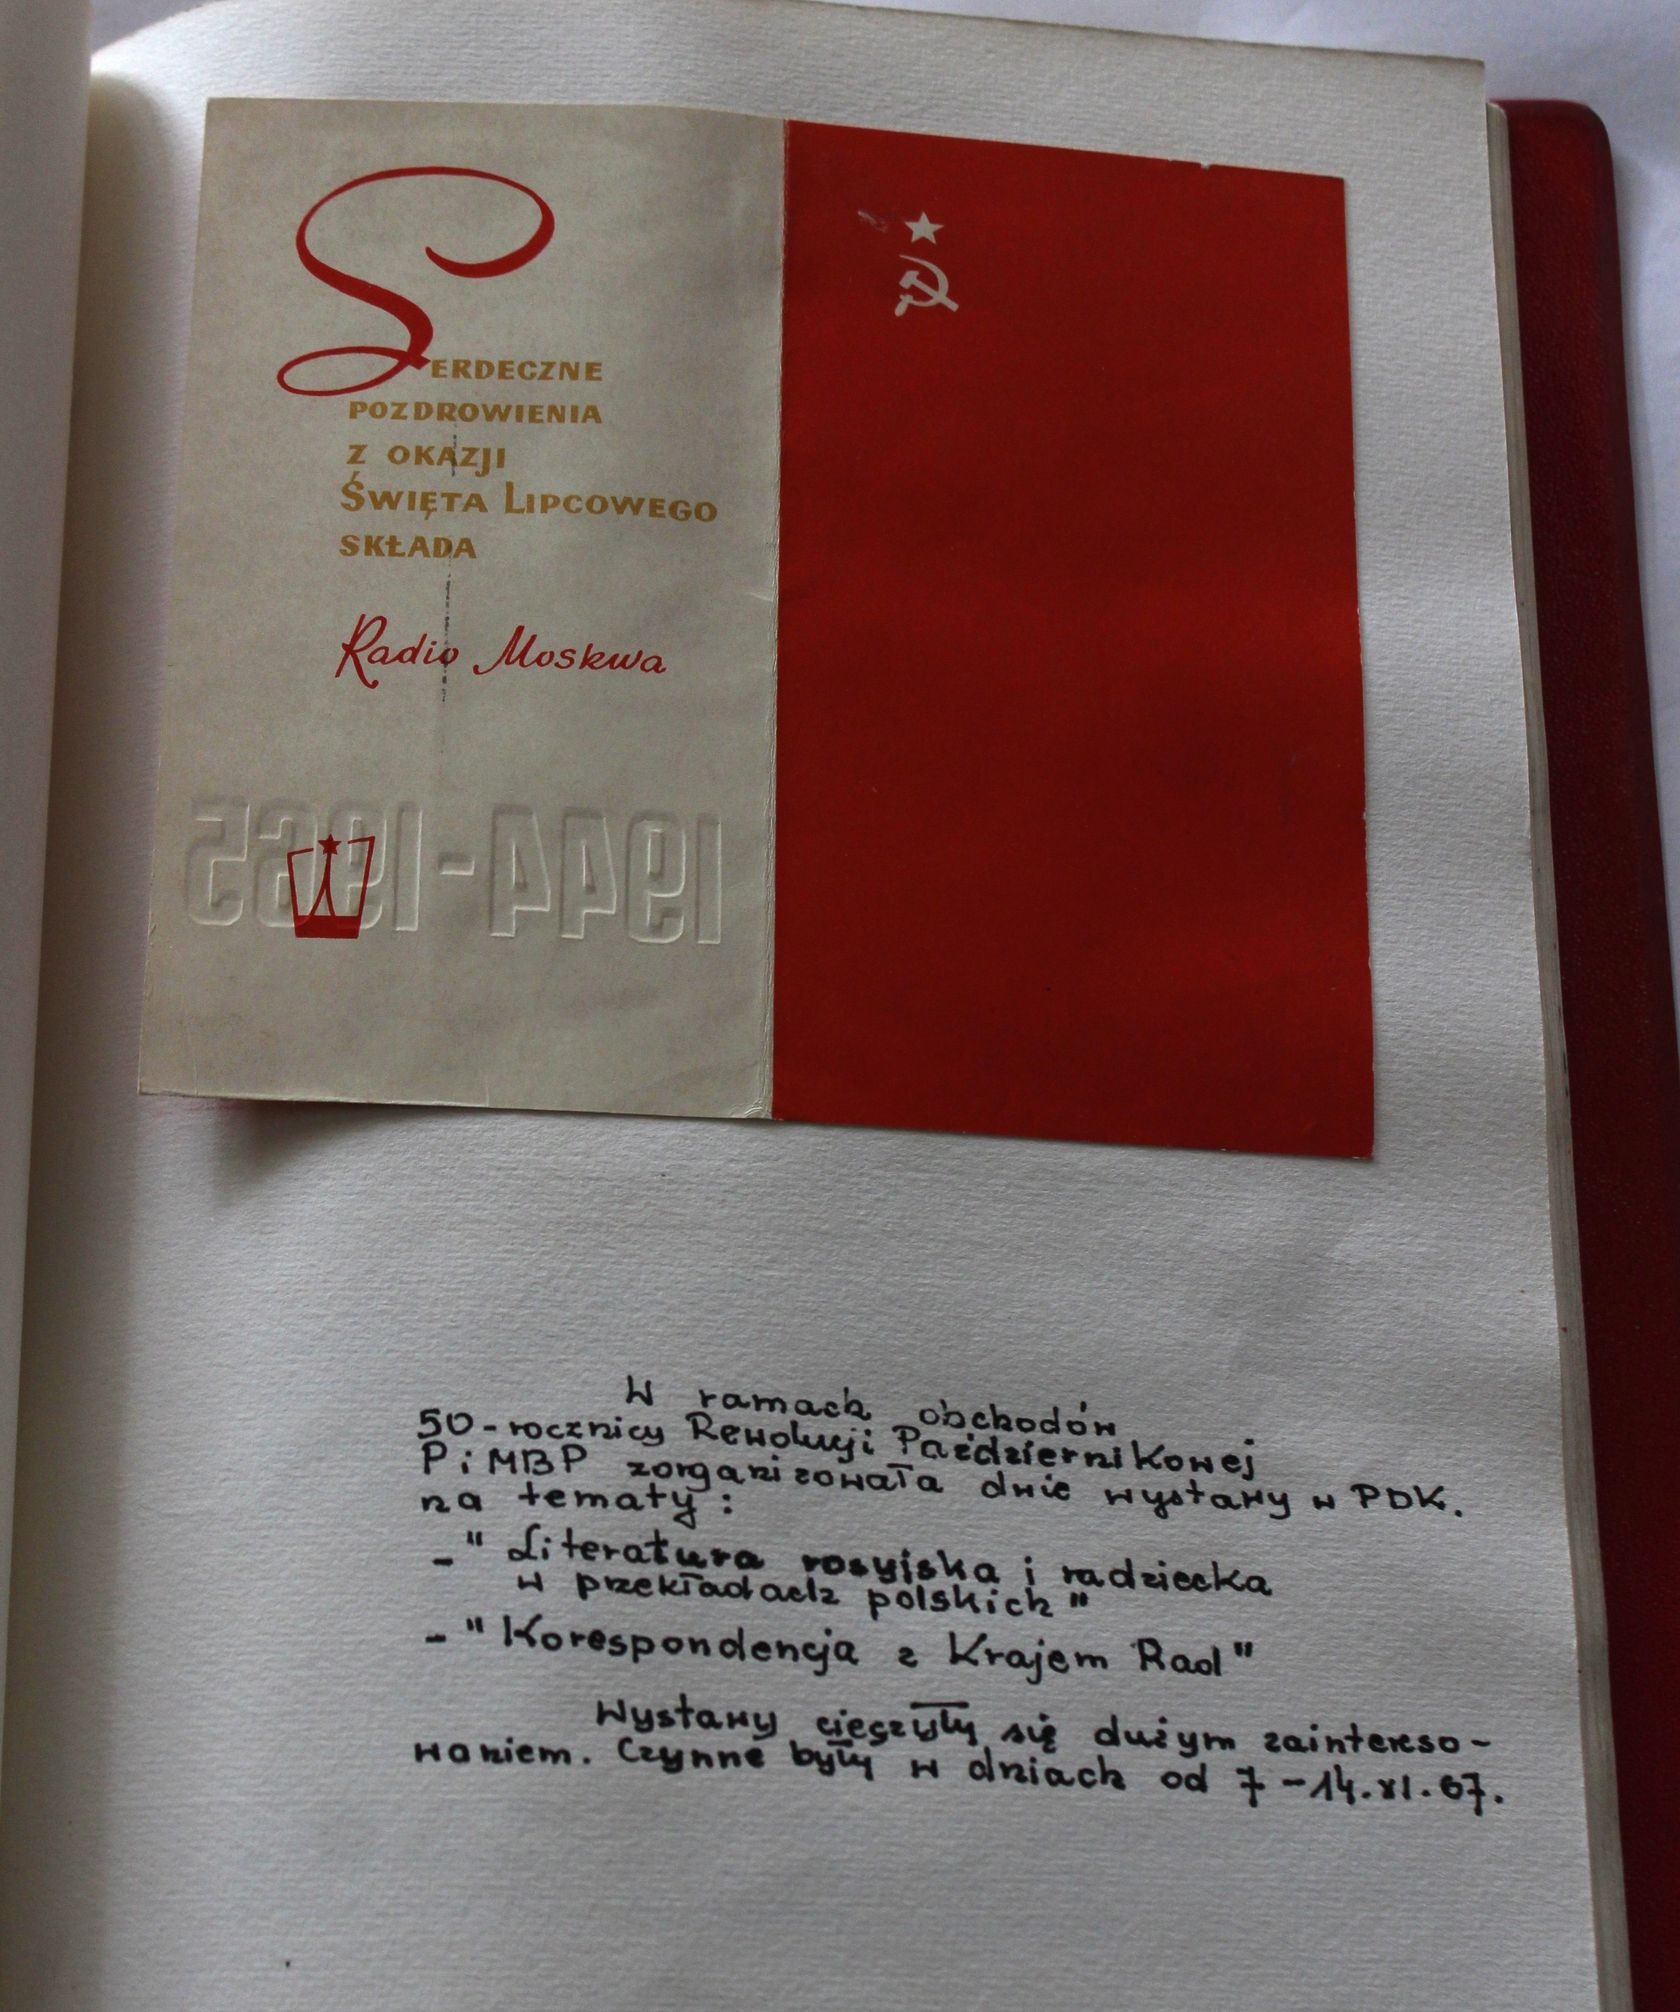 SERDECZNE
POZDROWIENIA
Z OKAZJI
ŚWIĘTA LIPCOWEGO
SKŁADA
Radio Moskwa
1944-1965
W ramach obchodów
50-rocznicy Rewolucji Październikowej
PiMBP zorganizowała dwie wystawy w PDK.
na tematy:
-"Literatura rosyjska i radziecka
w przekładach polskich"
-"Korespondencja z Krajem Rad"
Wystawy cieszyły się dużym zaintereso-
waniem. Czynne były w dniach od 7-14.XI.67.